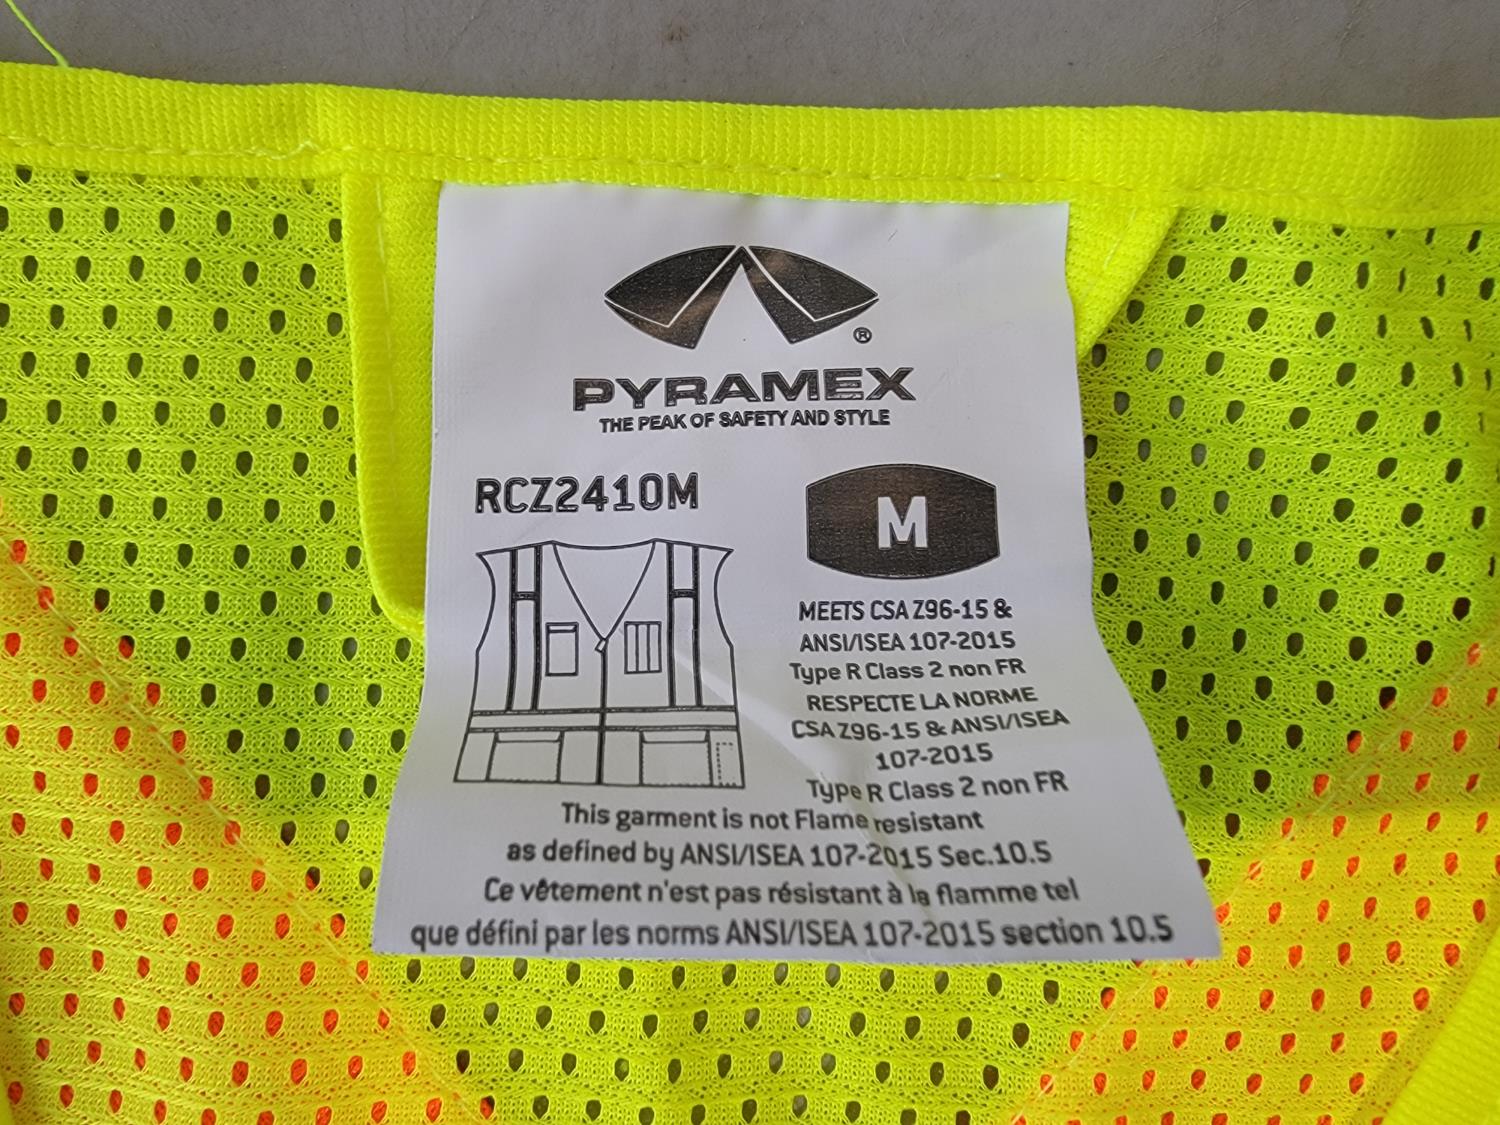 ®
PYRAMEX
THE PEAK OF SAFETY AND STYLE
RCZ2410M
M
MEETS CSA Z96-15 &
ANSI/ISEA 107-2015
Type R Class 2 non FR
RESPECTE LA NORME
CSA Z96-15 & ANSI/ISEA
107-2015
Type R Class 2 non FR
This garment is not Flame resistant
as defined by ANSI/ISEA 107-2015 Sec.10.5
Ce vêtement n'est pas résistant à la flamme tel
que défini par les norms ANSI/ISEA 107-2015 section 10.5